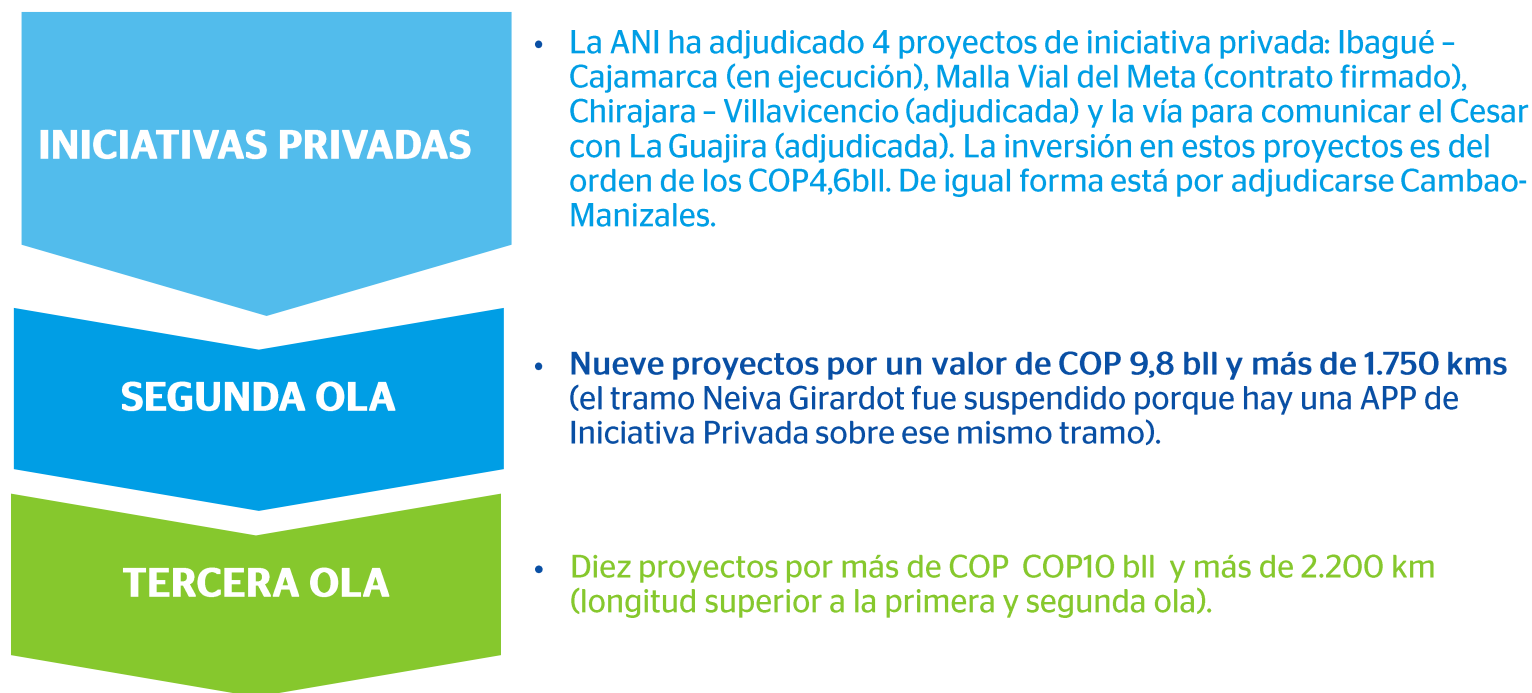 INICIATIVAS PRIVADAS
• La ANI ha adjudicado 4 proyectos de iniciativa privada: Ibagué –
Cajamarca (en ejecución), Malla Vial del Meta (contrato firmado),
Chirajara – Villavicencio (adjudicada) y la vía para comunicar el Cesar
con La Guajira (adjudicada). La inversión en estos proyectos es del
orden de los COP4,6bll. De igual forma está por adjudicarse Cambao-
Manizales.
SEGUNDA OLA
• Nueve proyectos por un valor de COP 9,8 bll y más de 1.750 kms
(el tramo Neiva Girardot fue suspendido porque hay una APP de
Iniciativa Privada sobre ese mismo tramo).
TERCERA OLA
• Diez proyectos por más de COP COP10 bll y más de 2.200 km
(longitud superior a la primera y segunda ola).